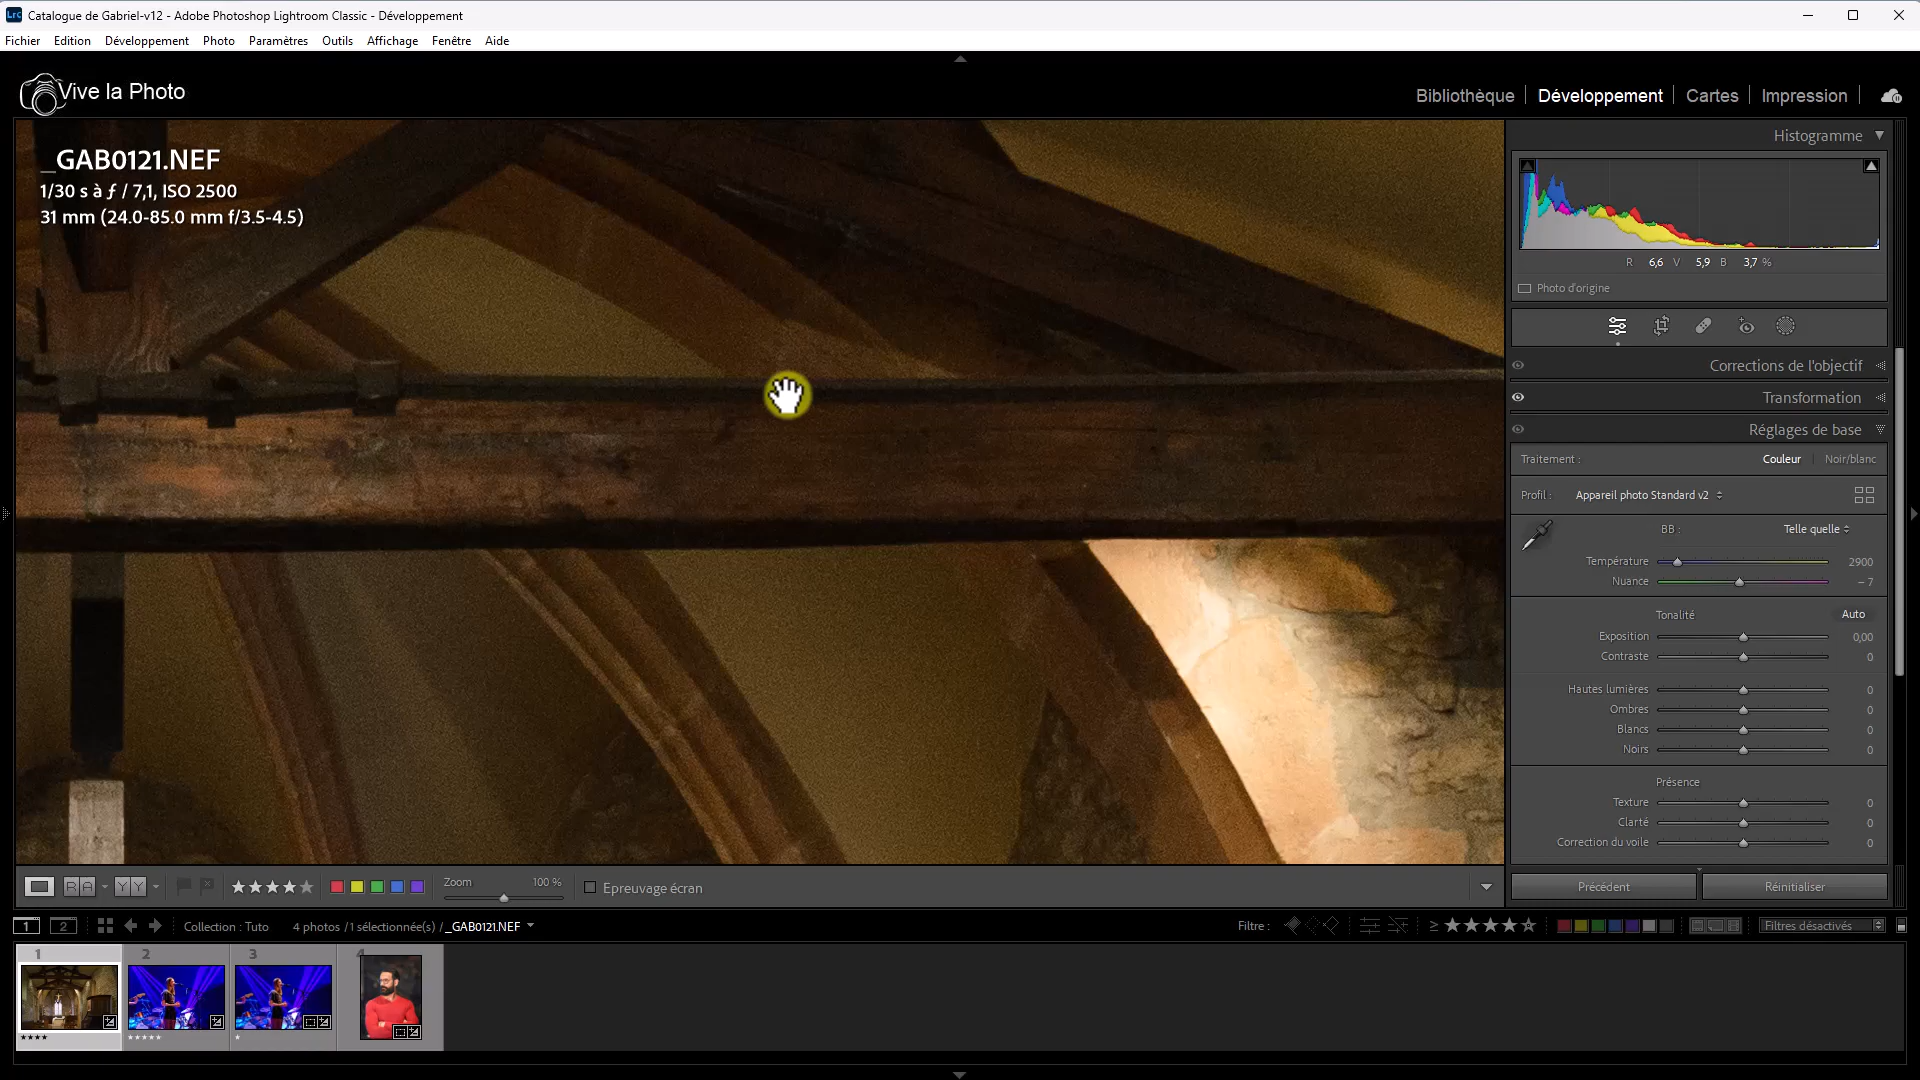 Lrc Catalogue de Gabriel-v12 - Adobe Photoshop Lightroom Classic - Développement
Fichier Edition Développement Photo Paramètres Outils Affichage Fenêtre Aide
Vive la Photo
Bibliothèque Développement Cartes Impression
_GAB0121.NEF
1/30 s à ƒ / 7,1, ISO 2500
31 mm (24.0-85.0 mm f/3.5-4.5)
Histogramme
R 6,6 V 5,9 B 3,7 %
Photo d'origine
Corrections de l'objectif
Transformation
Réglages de base
Traitement : Couleur Noir/blanc
Profil : Appareil photo Standard v2
BB : Telle quelle
Température 2900
Nuance – 7
Tonalité Auto
Exposition 0,00
Contraste 0
Hautes lumières 0
Ombres 0
Blancs 0
Noirs 0
Présence
Texture 0
Clarté 0
Correction du voile 0
R A Y Y Zoom 100 % Epreuvage écran
Précédent Réinitialiser
1 2 Collection : Tuto 4 photos / 1 sélectionnée(s) / _GAB0121.NEF Filtre : ≥ Filtres désactivés
1 2 3 4